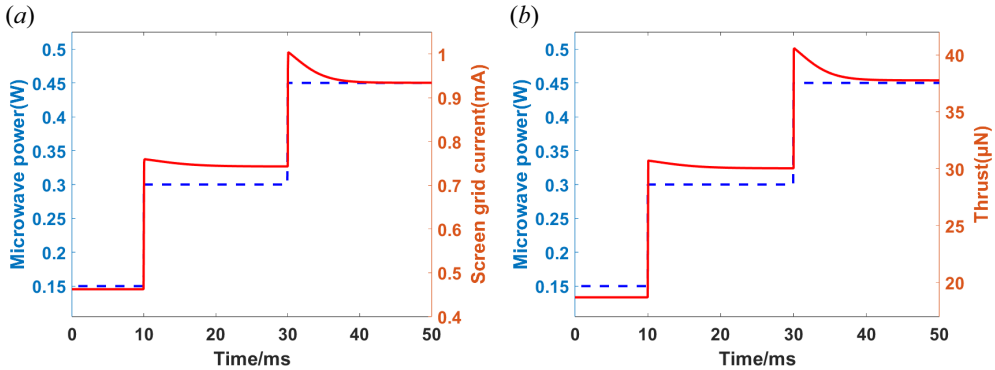 (a)
Microwave power(W)
0.5
0.45
0.4
0.35
0.3
0.25
0.2
0.15
0 10 20 30 40 50
Time/ms
1
0.9
0.8
0.7
0.6
0.5
0.4
Screen grid current(mA)
(b)
Microwave power(W)
0.5
0.45
0.4
0.35
0.3
0.25
0.2
0.15
0 10 20 30 40 50
Time/ms
40
35
30
25
20
Thrust(μN)